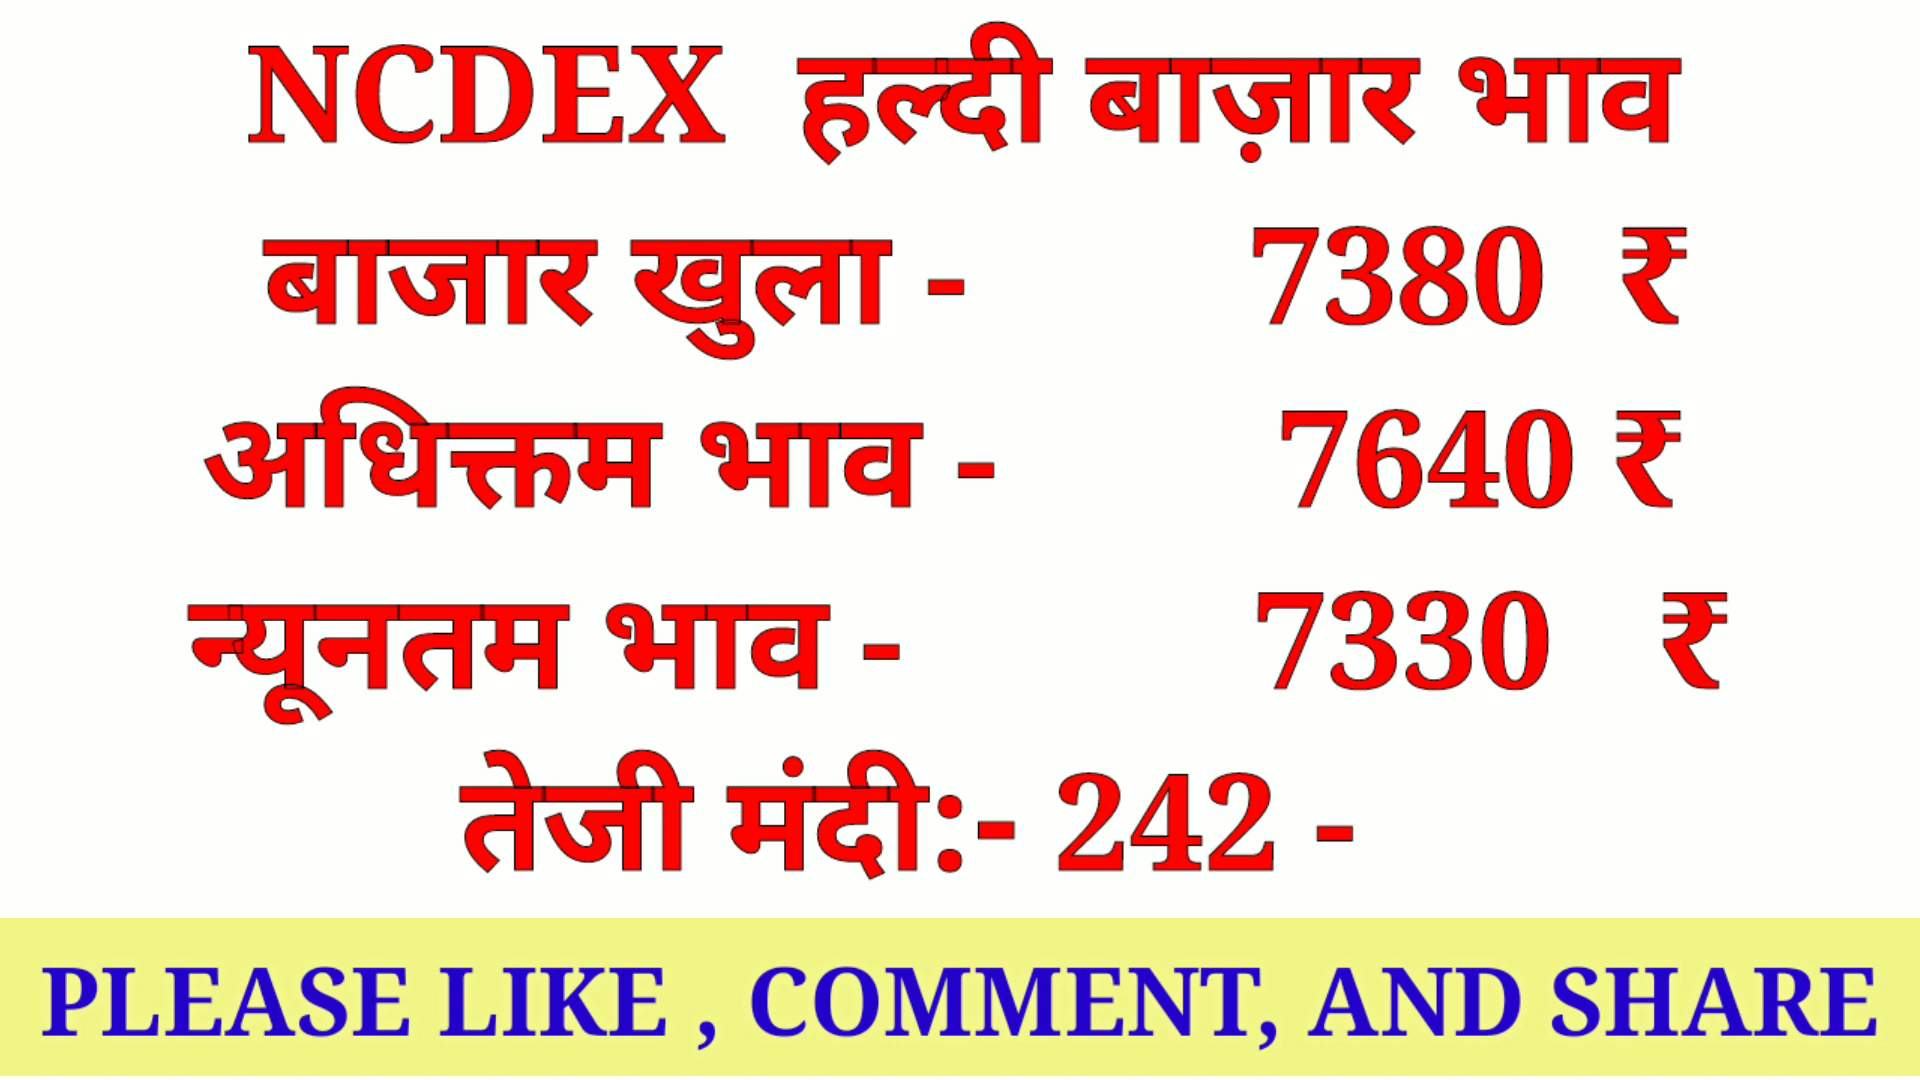 NCDEX हल्दी बाज़ार भाव
बाजार खुला - 7380 ₹
अधिक्तम भाव - 7640 ₹
न्यूनतम भाव - 7330 ₹
तेजी मंदी:- 242 -
PLEASE LIKE , COMMENT, AND SHARE